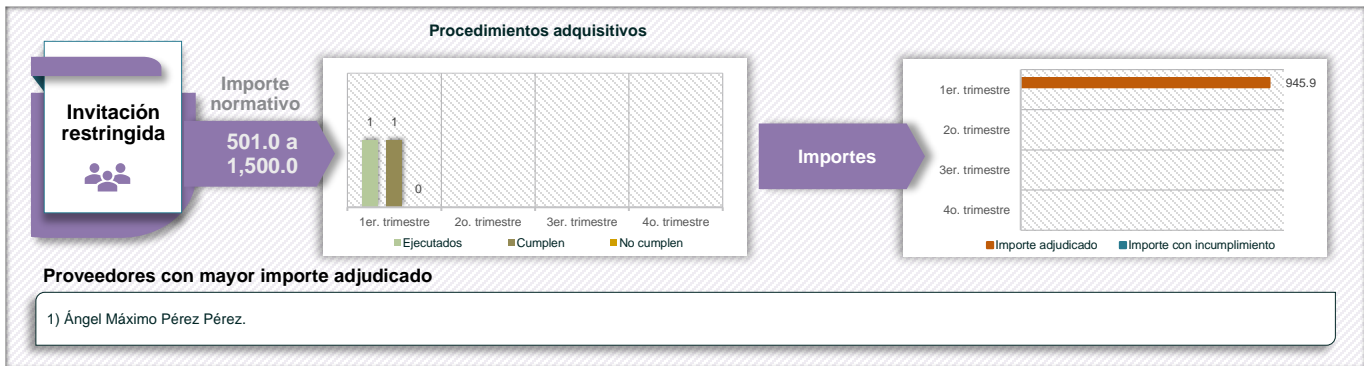 Procedimientos adquisitivos
Invitación
restringida
Importe
normativo
501.0 a
1,500.0
1
1
0
1er. trimestre
2o. trimestre
3er. trimestre
4o. trimestre
Ejecutados
Cumplen
No cumplen
Importes
1er. trimestre
945.9
2o. trimestre
3er. trimestre
4o. trimestre
Importe adjudicado
Importe con incumplimiento
Proveedores con mayor importe adjudicado
1) Ángel Máximo Pérez Pérez.